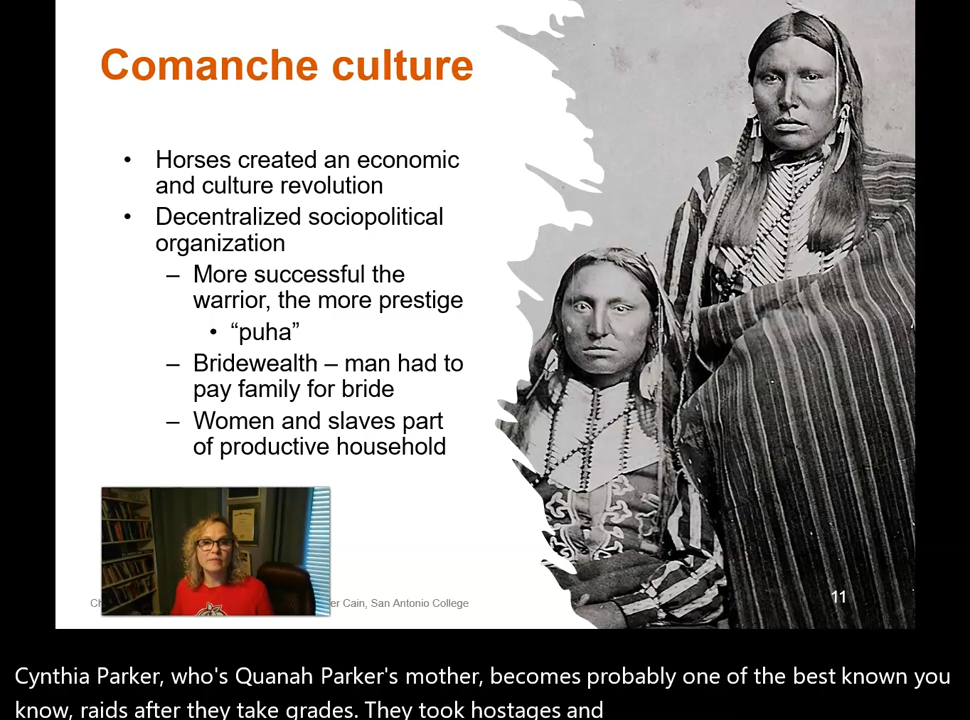 Comanche culture
• Horses created an economic
and culture revolution
• Decentralized sociopolitical
organization
– More successful the
warrior, the more prestige
• “puha”
– Bridewealth – man had to
pay family for bride
– Women and slaves part
of productive household
er Cain, San Antonio College
11
Cynthia Parker, who's Quanah Parker's mother, becomes probably one of the best known you
know, raids after they take grades. They took hostages and